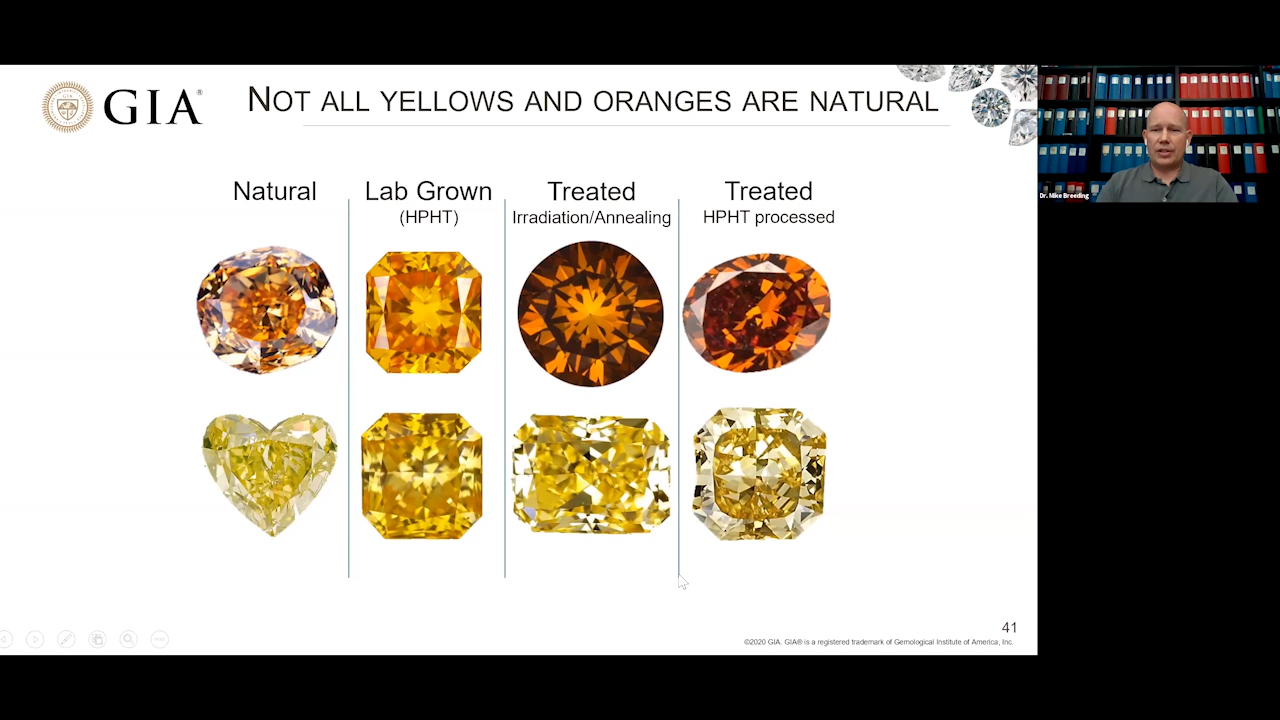 GIA®
NOT ALL YELLOWS AND ORANGES ARE NATURAL
Natural
Lab Grown
(HPHT)
Treated
Irradiation/Annealing
Treated
HPHT processed
Dr. Mike Breeding
41
©2020 GIA. GIA® is a registered trademark of Gemological Institute of America, Inc.